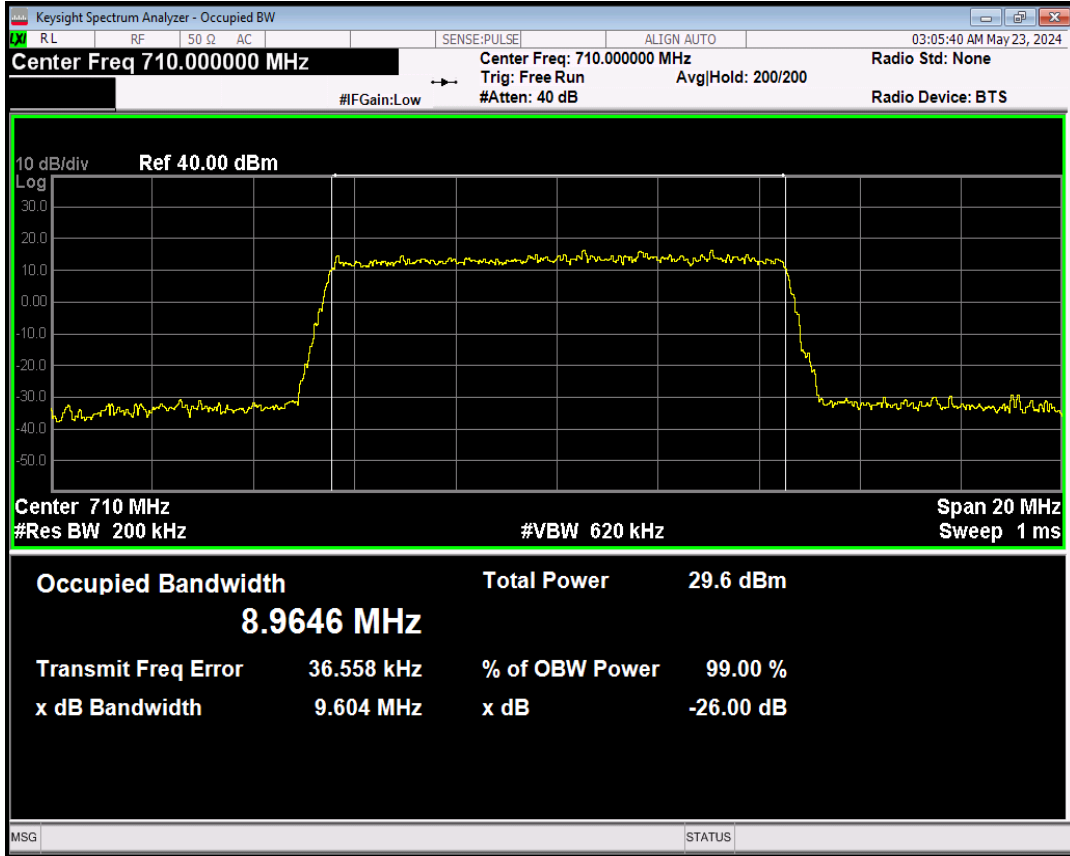 Keysight Spectrum Analyzer - Occupied BW
LXI RL RF 50 Ω AC SENSE:PULSE ALIGN AUTO 03:05:40 AM May 23, 2024
Center Freq 710.000000 MHz Center Freq: 710.000000 MHz Radio Std: None
Trig: Free Run Avg|Hold: 200/200
#IFGain:Low #Atten: 40 dB Radio Device: BTS
10 dB/div Ref 40.00 dBm
Log
30.0
20.0
10.0
0.00
-10.0
-20.0
-30.0
-40.0
-50.0
Center 710 MHz Span 20 MHz
#Res BW 200 kHz #VBW 620 kHz Sweep 1 ms
Occupied Bandwidth Total Power 29.6 dBm
8.9646 MHz
Transmit Freq Error 36.558 kHz % of OBW Power 99.00 %
x dB Bandwidth 9.604 MHz x dB -26.00 dB
MSG STATUS